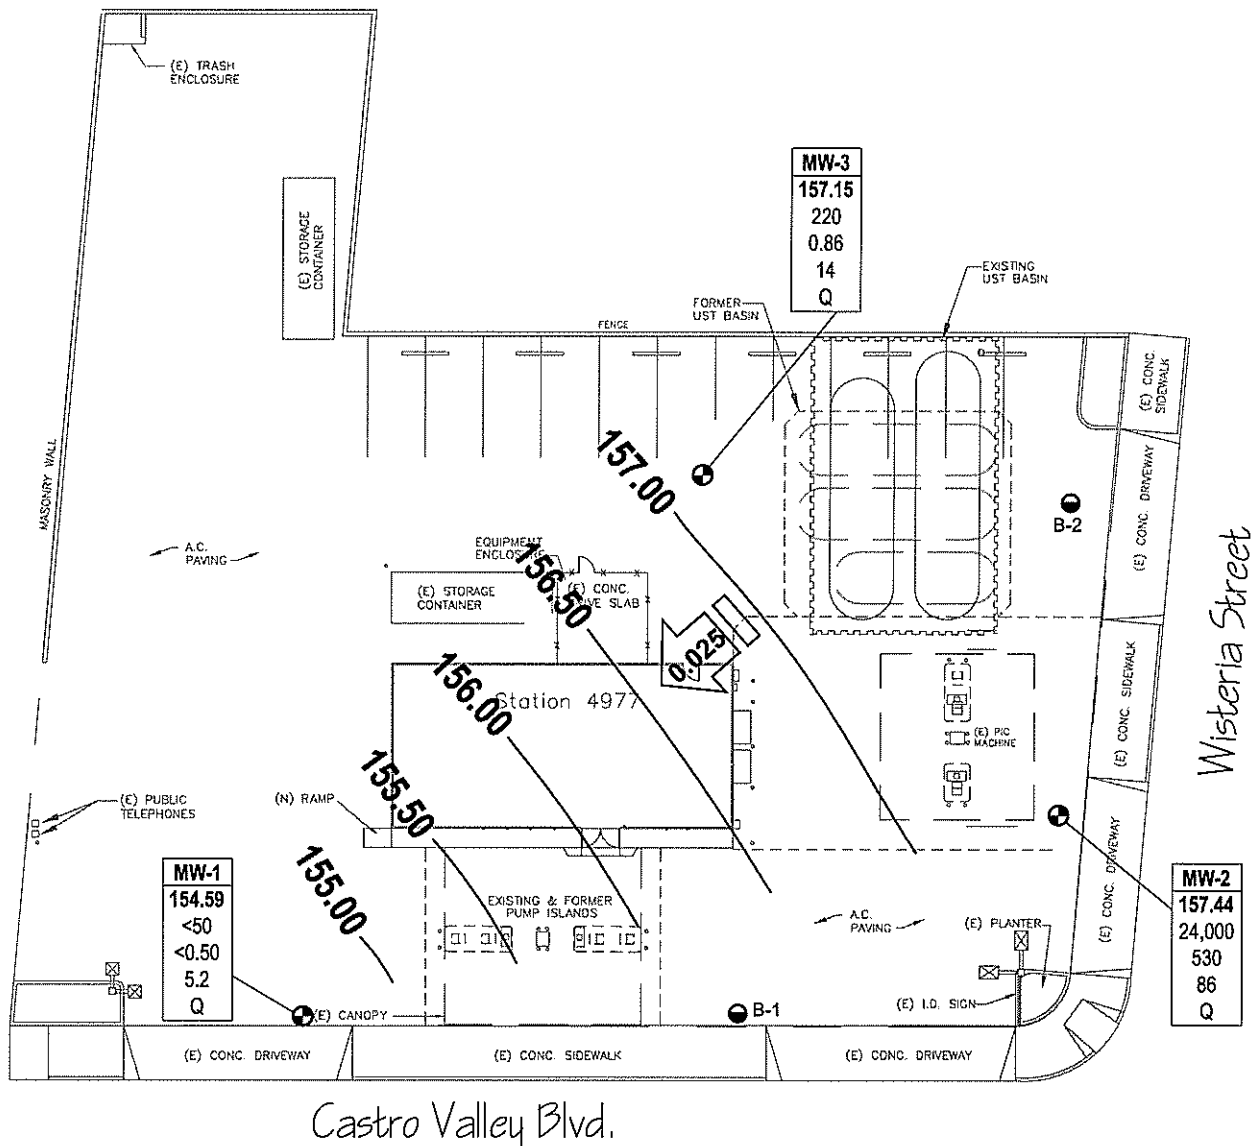 (E) TRASH
ENCLOSURE
(E) STORAGE
CONTAINER
MW-3
157.15
220
0.86
14
Q
EXISTING
UST BASIN
FORMER
UST BASIN
FENCE
(E) CONC.
SIDEWALK
MASONRY WALL
157.00
(E) CONC. DRIVEWAY
B-2
A.C.
PAVING
EQUIPMENT
ENCLOSURE
156.50
(E) STORAGE
CONTAINER
(E) CONC.
SLAB
Wisteria Street
0.025
156.00
Station 4977
(E) CONC. SIDEWALK
(E) PIC
MACHINE
155.50
(E) PUBLIC
TELEPHONES
(N) RAMP
155.00
MW-1
154.59
<50
<0.50
5.2
Q
EXISTING & FORMER
PUMP ISLANDS
A.C.
PAVING
(E) PLANTER
(E) CONC. DRIVEWAY
MW-2
157.44
24,000
530
86
Q
(E) CANOPY
B-1
(E) I.D. SIGN
(E) CONC. DRIVEWAY
(E) CONC. SIDEWALK
(E) CONC. DRIVEWAY
Castro Valley Blvd.